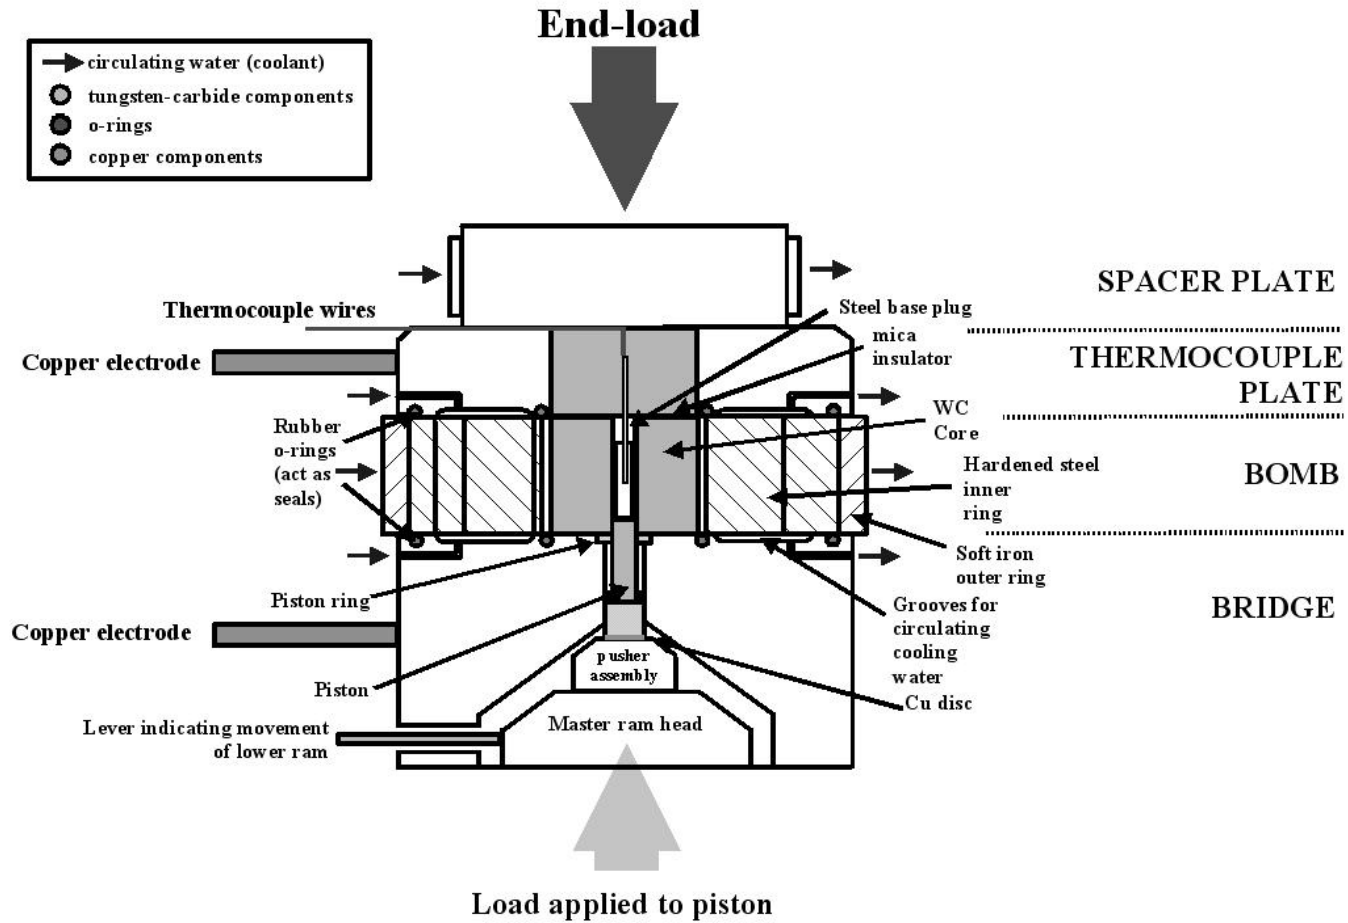 End-load
circulating water (coolant)
tungsten-carbide components
o-rings
copper components
SPACER PLATE
Thermocouple wires
Steel base plug
mica
insulator
Copper electrode
THERMOCOUPLE
PLATE
Rubber
o-rings
(act as
seals)
WC
Core
Hardened steel
inner
ring
BOMB
Soft iron
outer ring
Piston ring
Grooves for
circulating
cooling
water
BRIDGE
Copper electrode
pusher
assembly
Piston
Cu disc
Lever indicating movement
of lower ram
Master ram head
Load applied to piston